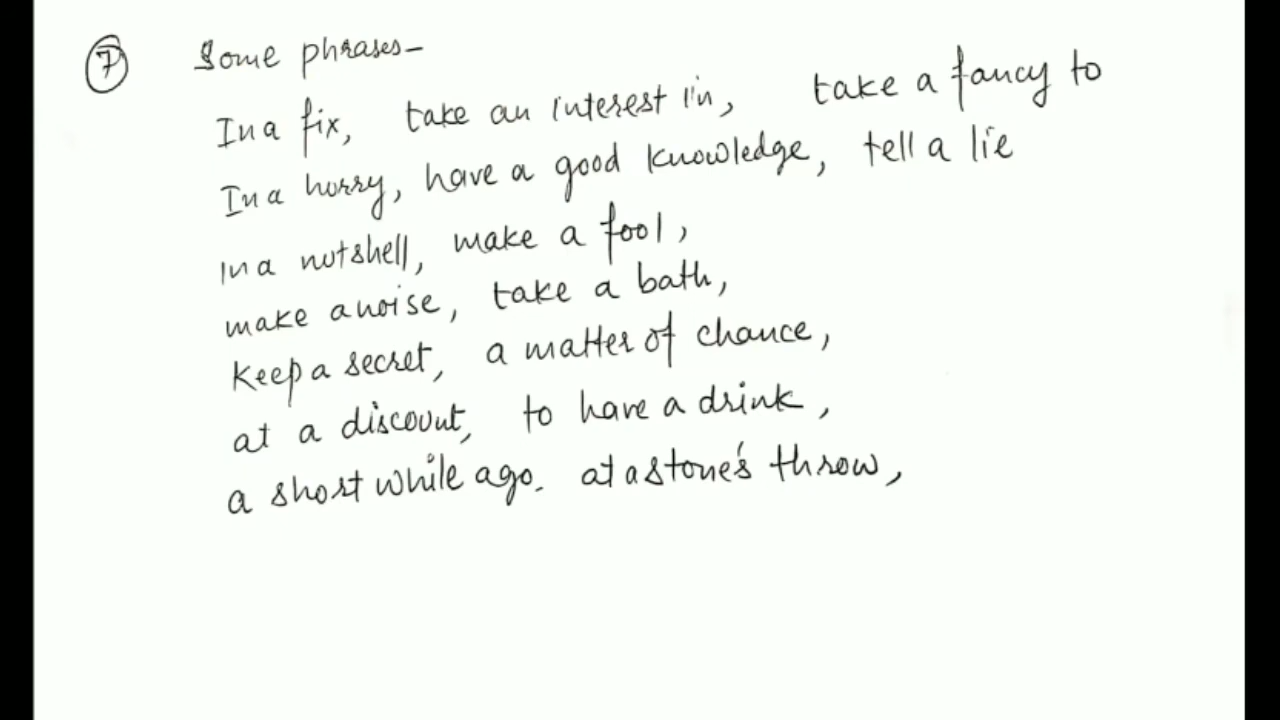 7 Some phrases-
In a fix, take an interest in, take a fancy to
In a horry, have a good knowledge, tell a lie
in a nutshell, make a fool,
make a noise, take a bath,
Keep a secret, a matter of chance,
at a discount, to have a drink,
a short while ago. at a stone's throw,